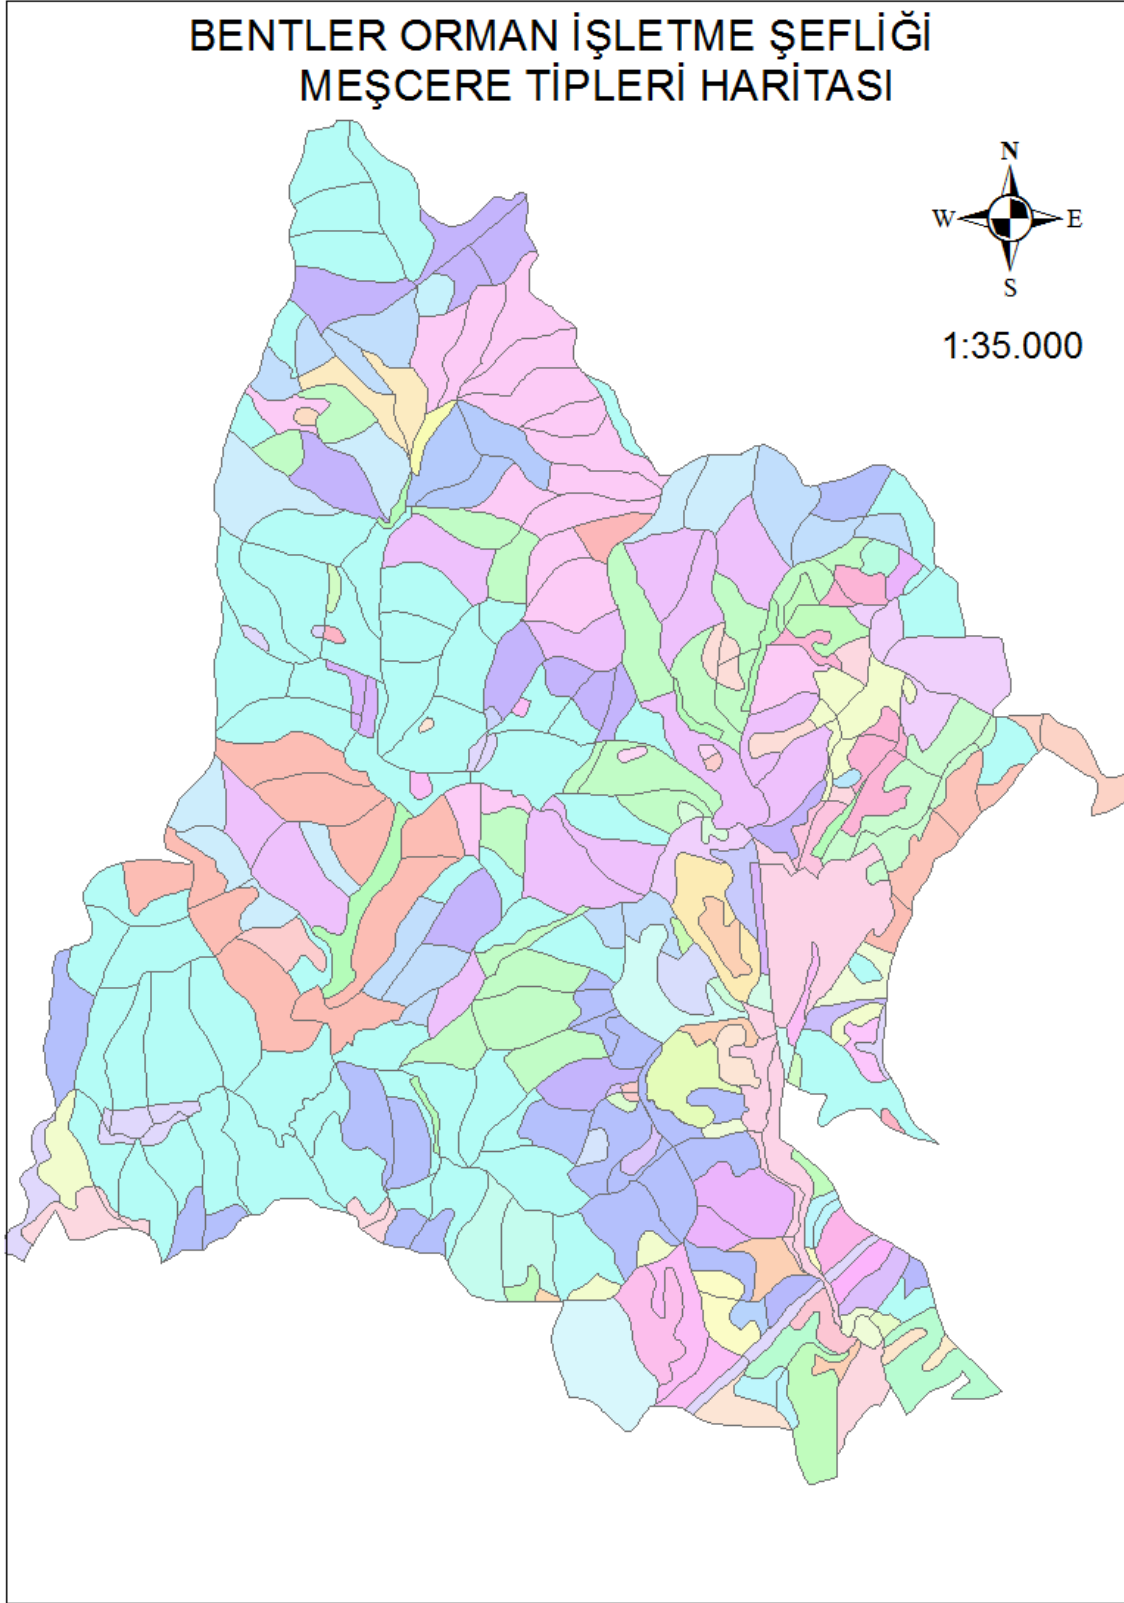 BENTLER ORMAN İŞLETME ŞEFLİĞİ
MEŞCERE TİPLERİ HARİTASI
N
W E
S
1:35.000